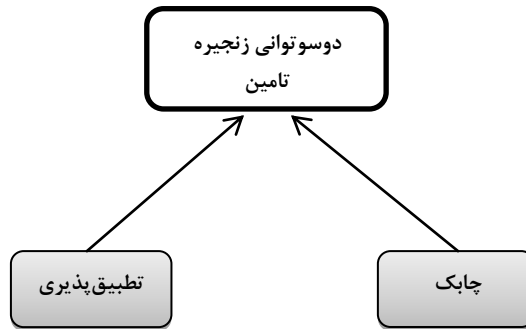 دوسوتوانی زنجیره
تامین
چابک
تطبیق‌پذیری